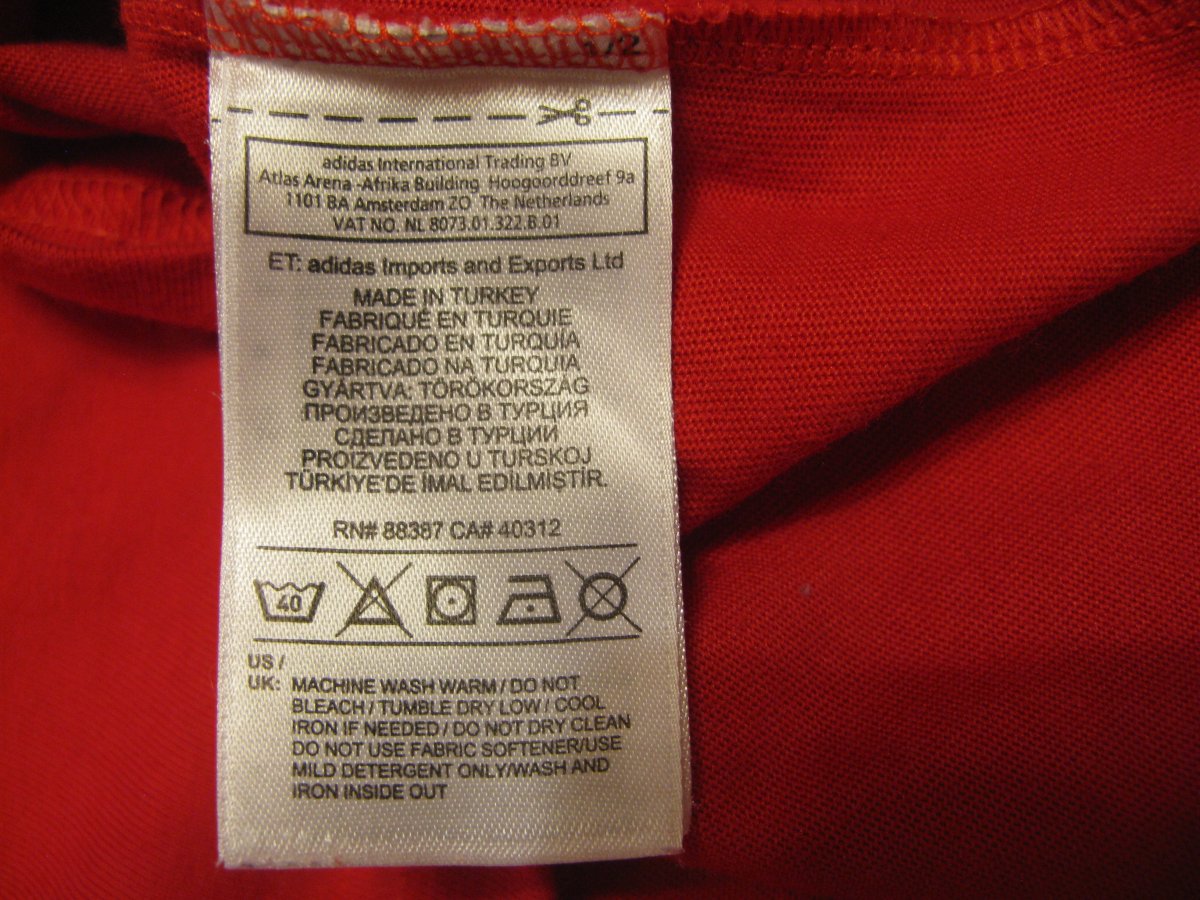 1/2
adidas International Trading BV
Atlas Arena -Afrika Building Hoogoorddreef 9a
1101 BA Amsterdam ZO The Netherlands
VAT NO. NL 8073.01.322.B.01
ET: adidas Imports and Exports Ltd
MADE IN TURKEY
FABRIQUÉ EN TURQUIE
FABRICADO EN TURQUIA
FABRICADO NA TURQUIA
GYÁRTVA: TÖRÖKORSZÁG
ПРОИЗВЕДЕНО В ТУРЦИЯ
СДЕЛАНО В ТУРЦИИ
PROIZVEDENO U TURSKOJ
TÜRKİYE'DE İMAL EDİLMİŞTİR.
RN# 88387 CA# 40312
40
US /
UK: MACHINE WASH WARM / DO NOT
BLEACH / TUMBLE DRY LOW / COOL
IRON IF NEEDED / DO NOT DRY CLEAN
DO NOT USE FABRIC SOFTENER/USE
MILD DETERGENT ONLY/WASH AND
IRON INSIDE OUT